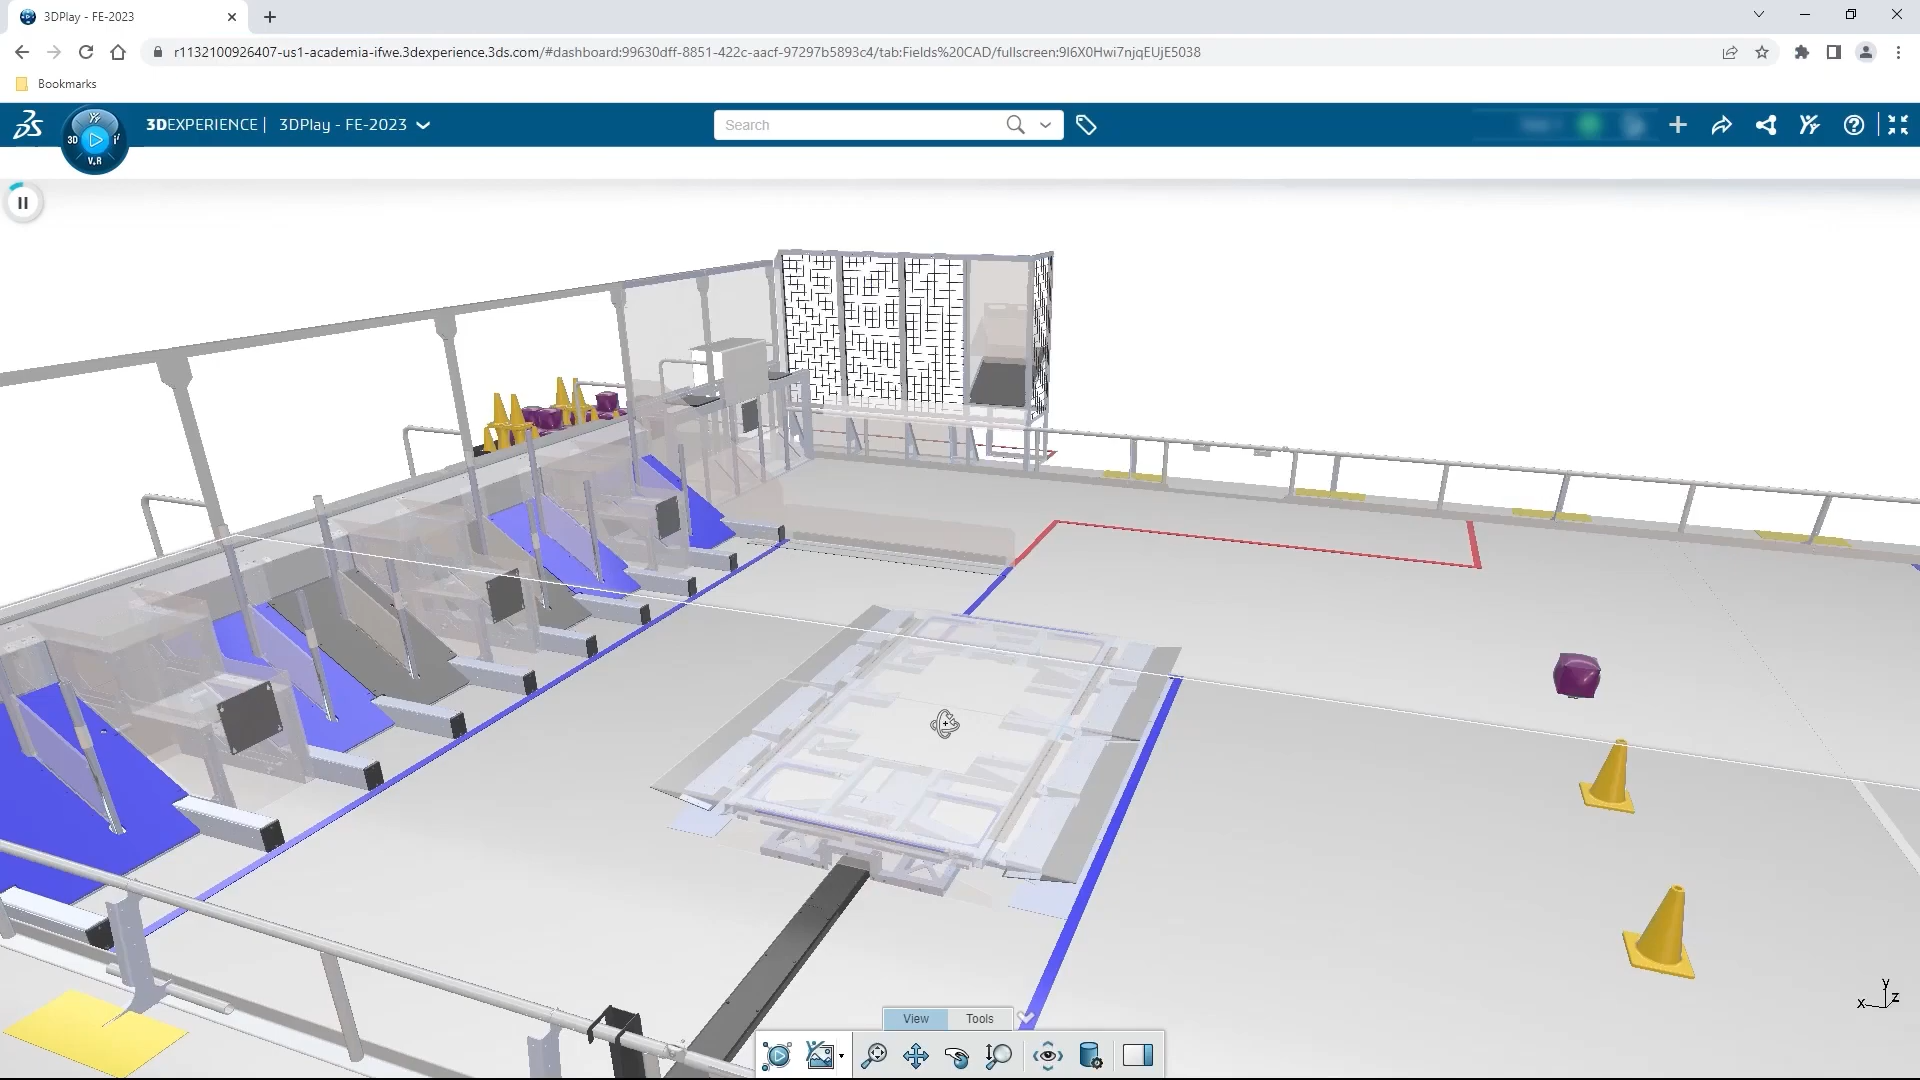 3DPlay - FE-2023
r1132100926407-us1-academia-ifwe.3dexperience.3ds.com/#dashboard:99630dff-8851-422c-aacf-97297b5893c4/tab:Fields%20CAD/fullscreen:9I6X0Hwi7njqEUjE5038
Bookmarks
3DEXPERIENCE | 3DPlay - FE-2023
Search
3D
V.R
View Tools
y
x z